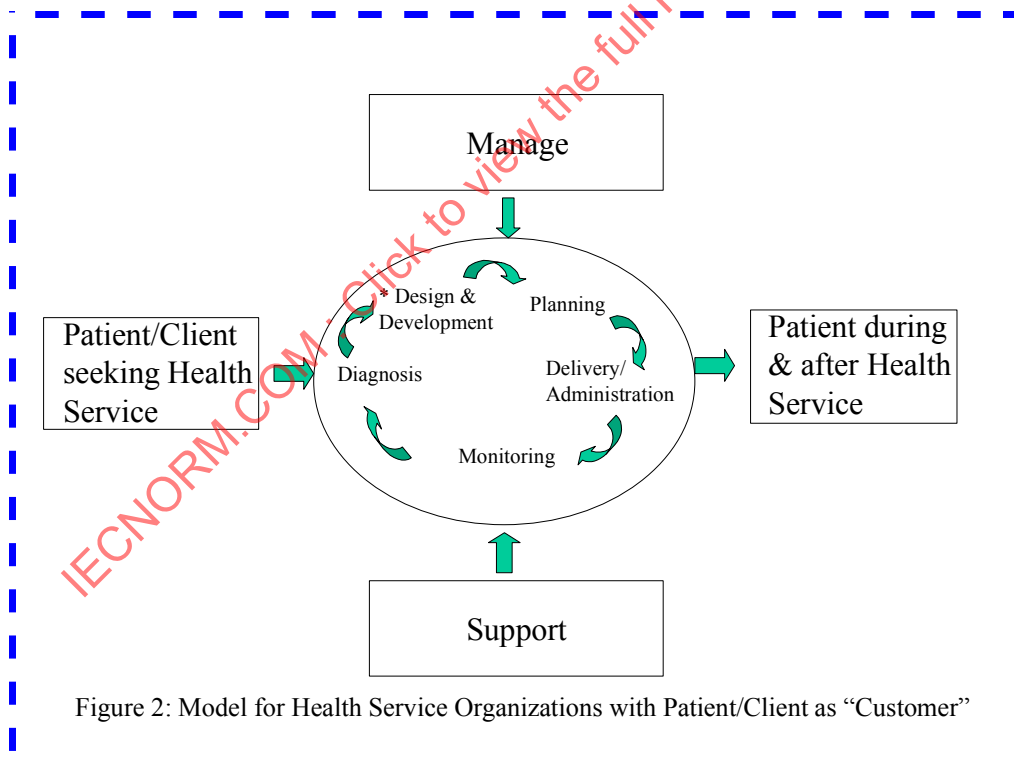 Manage
* Design &
Development
Planning
Patient/Client
seeking Health
Service
Diagnosis
Delivery/
Administration
Patient during
& after Health
Service
Monitoring
Support
Figure 2: Model for Health Service Organizations with Patient/Client as “Customer”
IECNORM.COM : Click to view the full